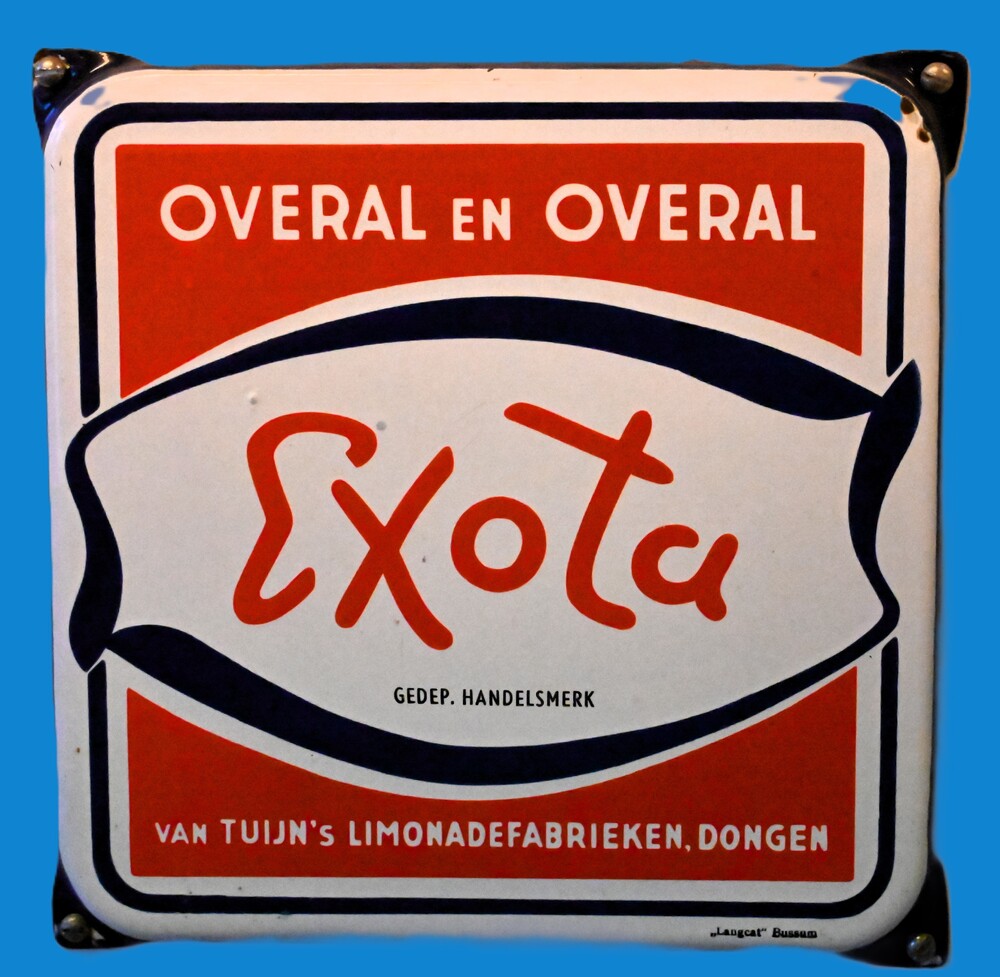 OVERAL EN OVERAL
Exota
GEDEP. HANDELSMERK
VAN TUIJN's LIMONADEFABRIEKEN, DONGEN
„Langcat" Bussum